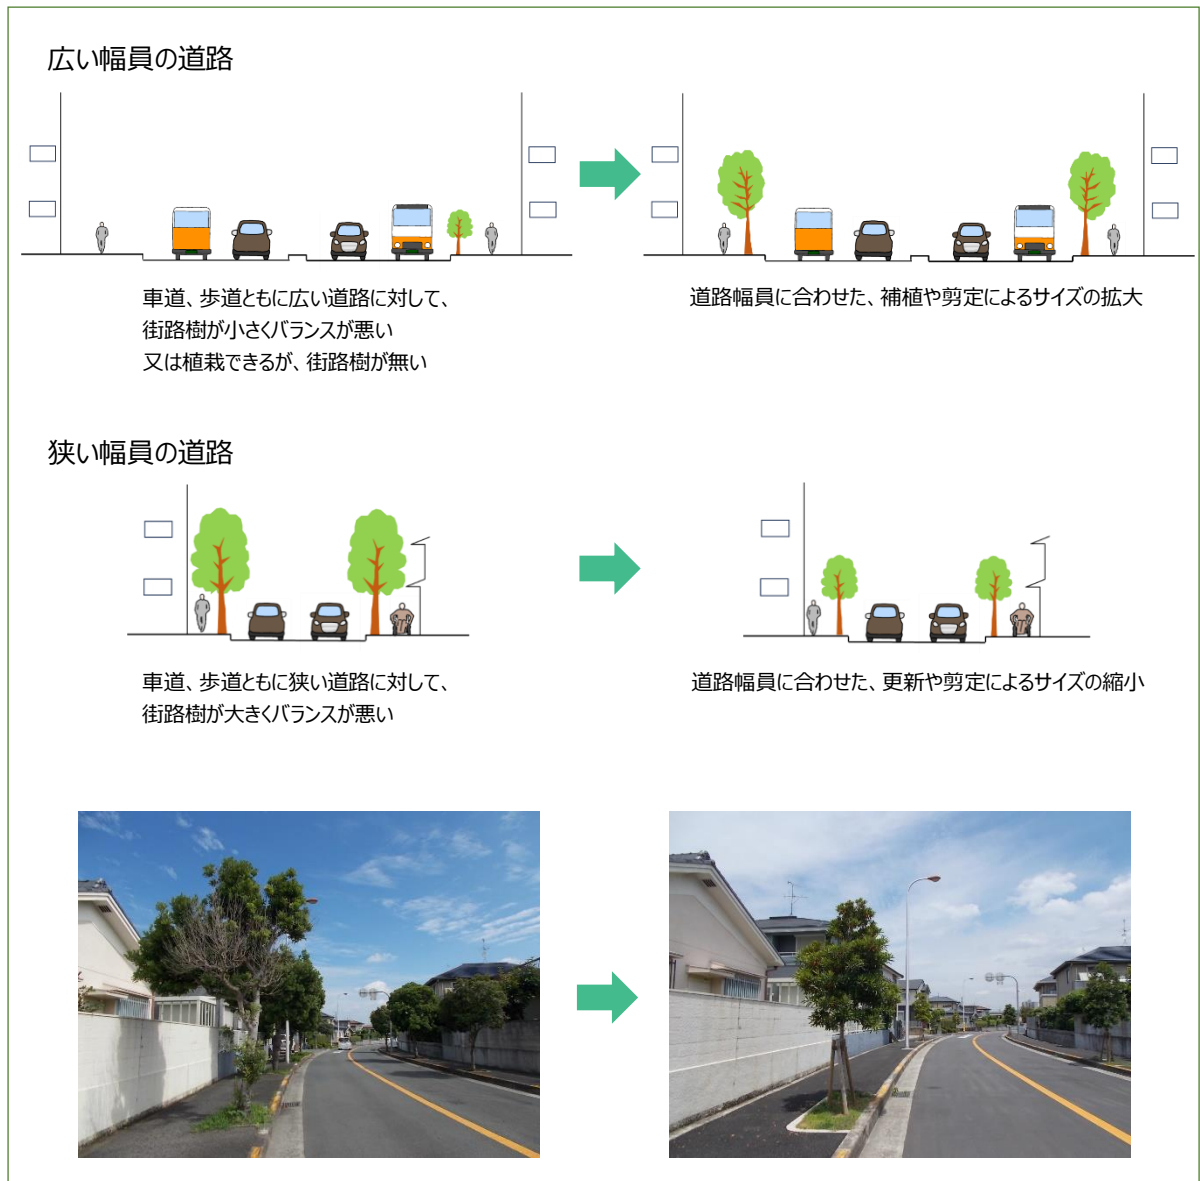 広い幅員の道路
車道、歩道ともに広い道路に対して、
街路樹が小さくバランスが悪い
又は植栽できるが、街路樹が無い
道路幅員に合わせた、補植や剪定によるサイズの拡大
狭い幅員の道路
車道、歩道ともに狭い道路に対して、
街路樹が大きくバランスが悪い
道路幅員に合わせた、更新や剪定によるサイズの縮小